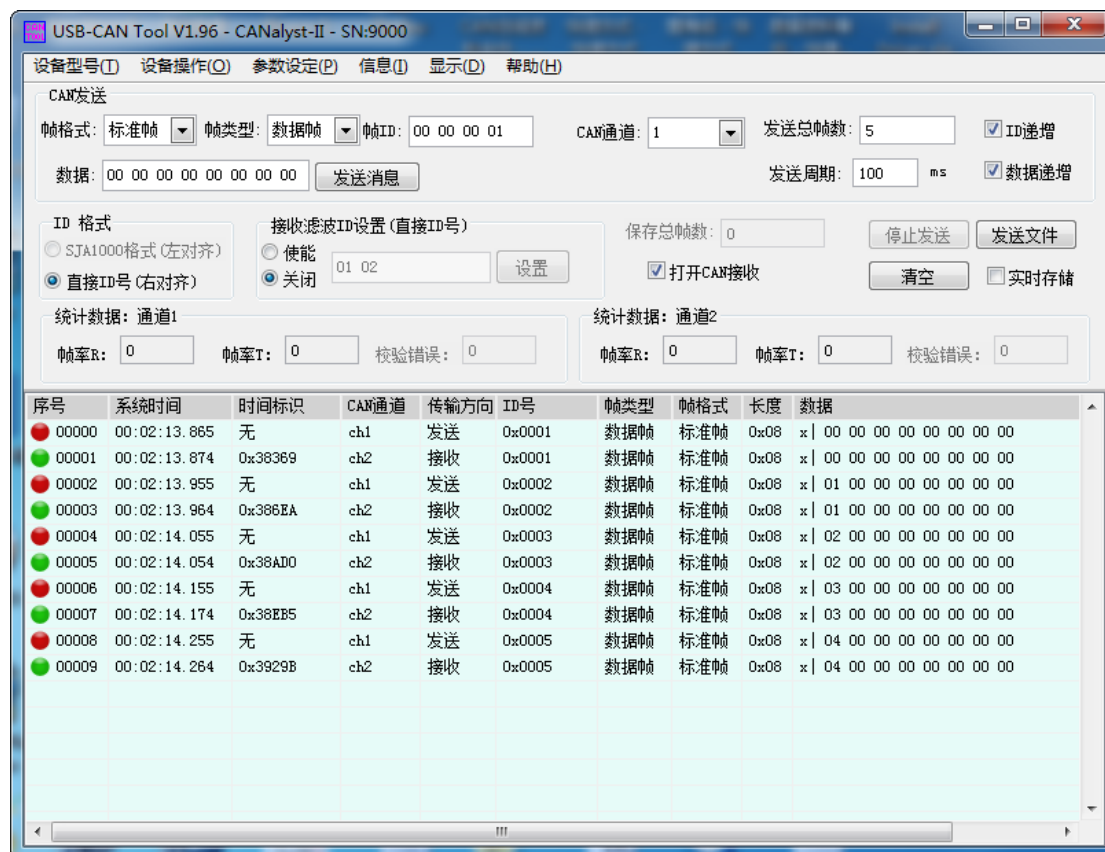 USB-CAN Tool V1.96 - CANalyst-II - SN:9000
设备型号(T) 设备操作(O) 参数设定(P) 信息(I) 显示(D) 帮助(H)
CAN发送
帧格式: 标准帧 帧类型: 数据帧 帧ID: 00 00 00 01 CAN通道: 1 发送总帧数: 5 ID递增
数据: 00 00 00 00 00 00 00 00 发送消息 发送周期: 100 ms 数据递增
ID 格式
SJA1000格式(左对齐)
直接ID号(右对齐)
接收滤波ID设置(直接ID号)
使能
关闭
01 02
设置
保存总帧数: 0 停止发送 发送文件
打开CAN接收 清空 实时存储
统计数据: 通道1
帧率R: 0 帧率T: 0 校验错误: 0
统计数据: 通道2
帧率R: 0 帧率T: 0 校验错误: 0
序号 系统时间 时间标识 CAN通道 传输方向 ID号 帧类型 帧格式 长度 数据
00000 00:02:13.865 无 ch1 发送 0x0001 数据帧 标准帧 0x08 x| 00 00 00 00 00 00 00 00
00001 00:02:13.874 0x38369 ch2 接收 0x0001 数据帧 标准帧 0x08 x| 00 00 00 00 00 00 00 00
00002 00:02:13.955 无 ch1 发送 0x0002 数据帧 标准帧 0x08 x| 01 00 00 00 00 00 00 00
00003 00:02:13.964 0x386EA ch2 接收 0x0002 数据帧 标准帧 0x08 x| 01 00 00 00 00 00 00 00
00004 00:02:14.055 无 ch1 发送 0x0003 数据帧 标准帧 0x08 x| 02 00 00 00 00 00 00 00
00005 00:02:14.054 0x38AD0 ch2 接收 0x0003 数据帧 标准帧 0x08 x| 02 00 00 00 00 00 00 00
00006 00:02:14.155 无 ch1 发送 0x0004 数据帧 标准帧 0x08 x| 03 00 00 00 00 00 00 00
00007 00:02:14.174 0x38EB5 ch2 接收 0x0004 数据帧 标准帧 0x08 x| 03 00 00 00 00 00 00 00
00008 00:02:14.255 无 ch1 发送 0x0005 数据帧 标准帧 0x08 x| 04 00 00 00 00 00 00 00
00009 00:02:14.264 0x3929B ch2 接收 0x0005 数据帧 标准帧 0x08 x| 04 00 00 00 00 00 00 00